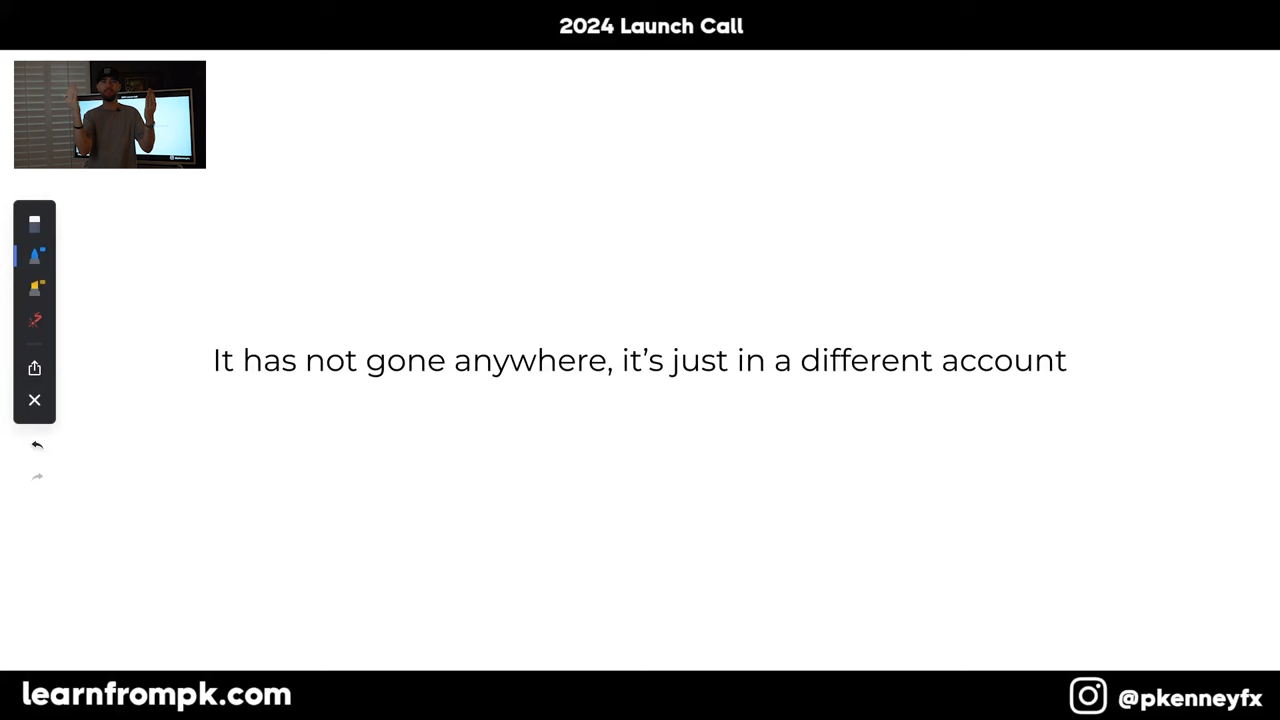 2024 Launch Call
It has not gone anywhere, it’s just in a different account
learnfrompk.com
@pkenneyfx